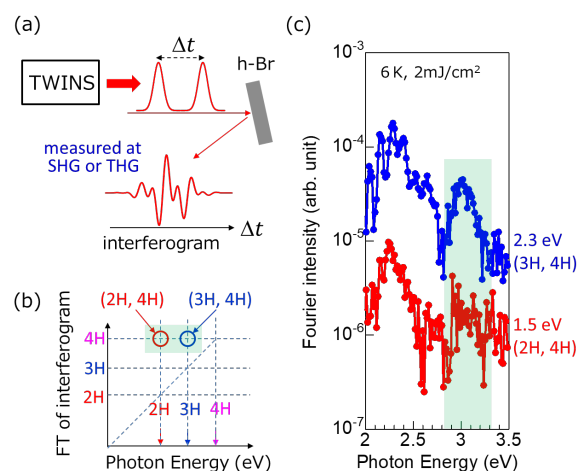 (a)
Δt
TWINS
h-Br
measured at
SHG or THG
Δt
interferogram
(b)
(2H, 4H)
(3H, 4H)
FT of interferogram
4H
3H
2H
2H
3H
4H
Photon Energy (eV)
(c)
10-3
10-4
10-5
10-6
10-7
Fourier intensity (arb. unit)
6 K, 2mJ/cm²
2.3 eV
(3H, 4H)
1.5 eV
(2H, 4H)
2
2.5
3
3.5
Photon Energy (eV)